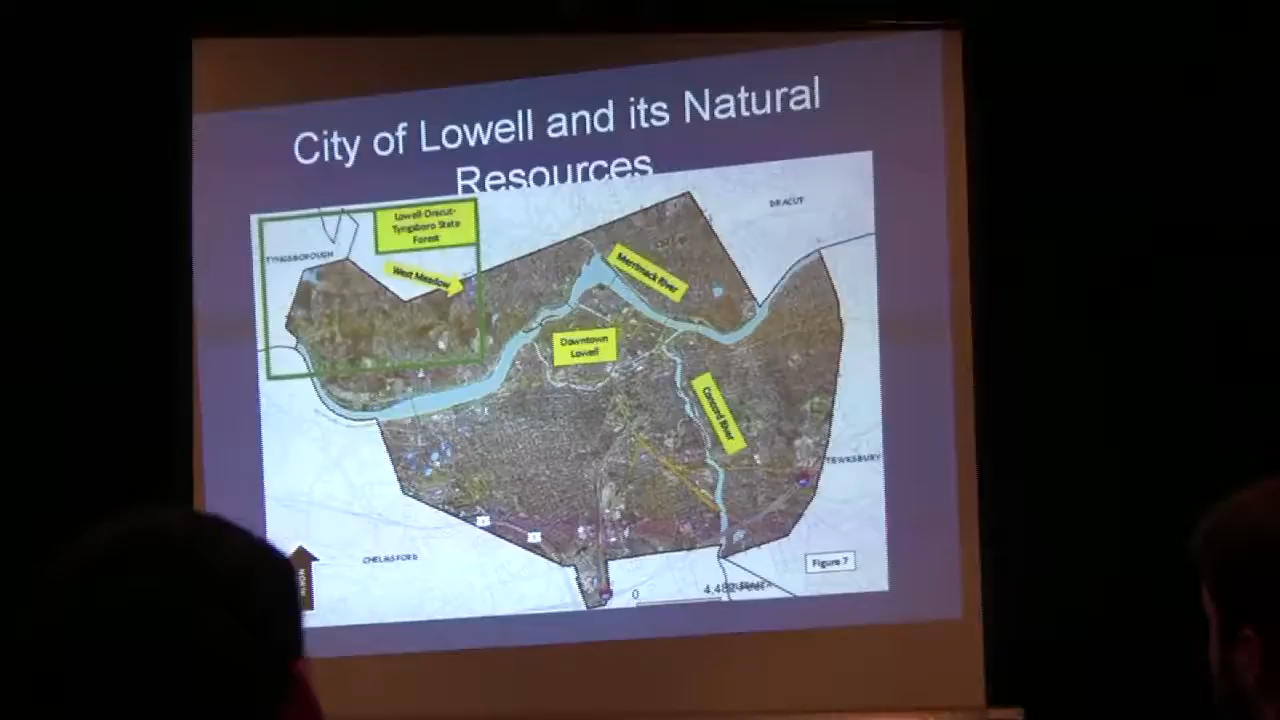 City of Lowell and its Natural
Resources
Lowell-Dracut-
Tyngsboro State
Forest
DRACUT
TYNGSBOROUGH
West Meadow
Merrimack River
Downtown
Lowell
Concord River
TEWKSBURY
CHELMSFORD
Figure 7
NORTH
0